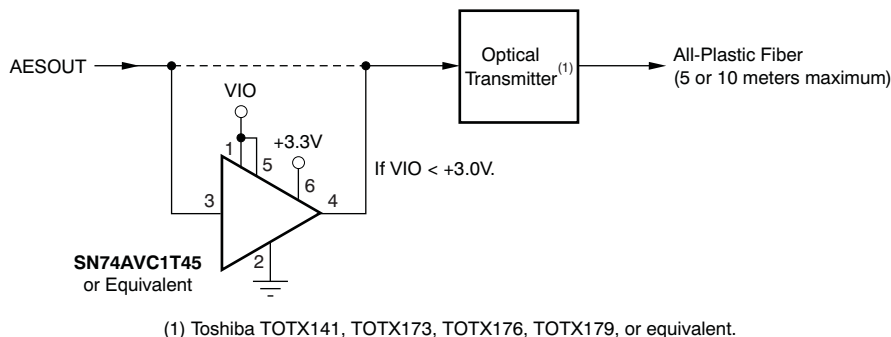 AESOUT
Optical
Transmitter(1)
All-Plastic Fiber
(5 or 10 meters maximum)
VIO
+3.3V
1
5
6
3
4
2
If VIO < +3.0V.
SN74AVC1T45
or Equivalent
(1) Toshiba TOTX141, TOTX173, TOTX176, TOTX179, or equivalent.